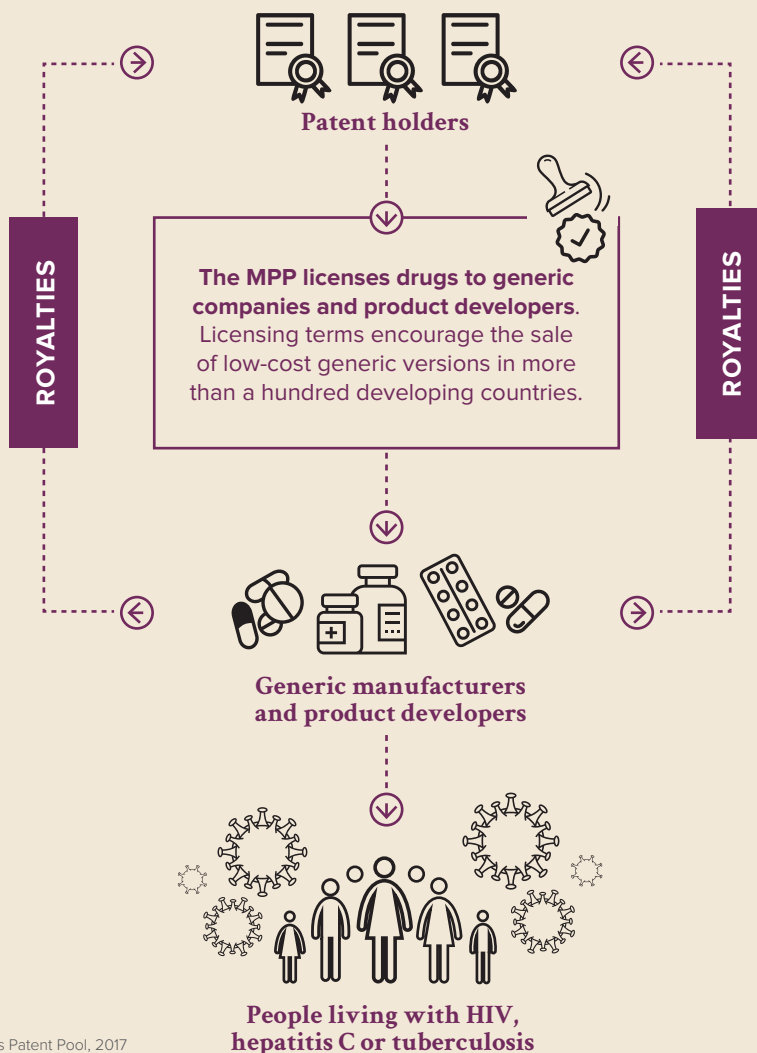 Patent holders
ROYALTIES
The MPP licenses drugs to generic
companies and product developers.
Licensing terms encourage the sale
of low-cost generic versions in more
than a hundred developing countries.
ROYALTIES
Generic manufacturers
and product developers
People living with HIV,
hepatitis C or tuberculosis
s Patent Pool, 2017